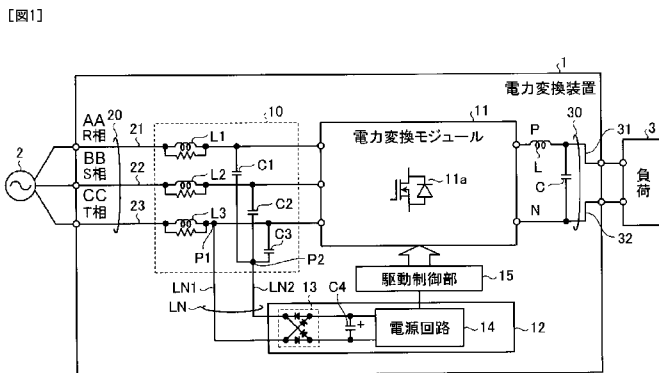 [図1]
1
電力変換装置
AA
R相
20
21
L1
10
11
電力変換モジュール
P
30
31
3
2
BB
S相
22
L2
C1
11a
L
C
負荷
CC
T相
23
L3
C2
C3
N
32
P1
P2
LN1
LN2
LN
駆動制御部
15
13
C4
+
電源回路
14
12